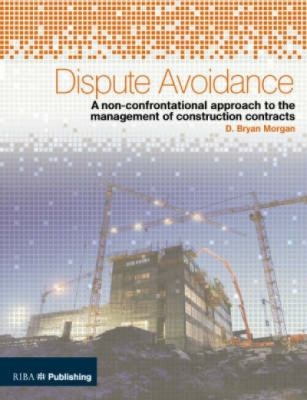 Dispute Avoidance
A non-confrontational approach to the
management of construction contracts
D. Bryan Morgan
RIBA Publishing